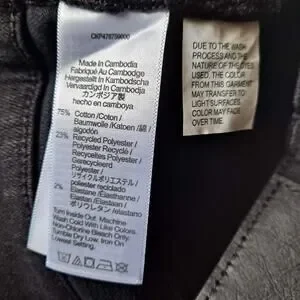 Made In Cambodia
Fabriqué Au Cambodge
Hergestellt In Kambodscha
Vervaardigd In Cambodja
カンボジア製
hecho en camboya
75% Cotton /Coton /
Baumwolle /Katoen / 綿 /
algodón
23% Recycled Polyester /
Polyester Recyclé /
Recyceltes Polyester /
Gerecycleerd Polyester
/ リサイクルポリエステル /
poliester reciclado
2% Elastane /Élasthanne /
Elastan /Elastaan /
ポリウレタン /elastano
Turn Inside Out. Machine
Wash Cold With Like Colors.
Non-Chlorine Bleach Only.
Tumble Dry Low. Iron On
Lowest Setting.
DUE TO THE WASH
PROCESS AND THE
NATURE OF THE DYES
USED, THE COLOR
FROM THIS GARMENT
MAY TRANSFER TO
LIGHT SURFACES.
COLOR MAY FADE
OVER TIME.